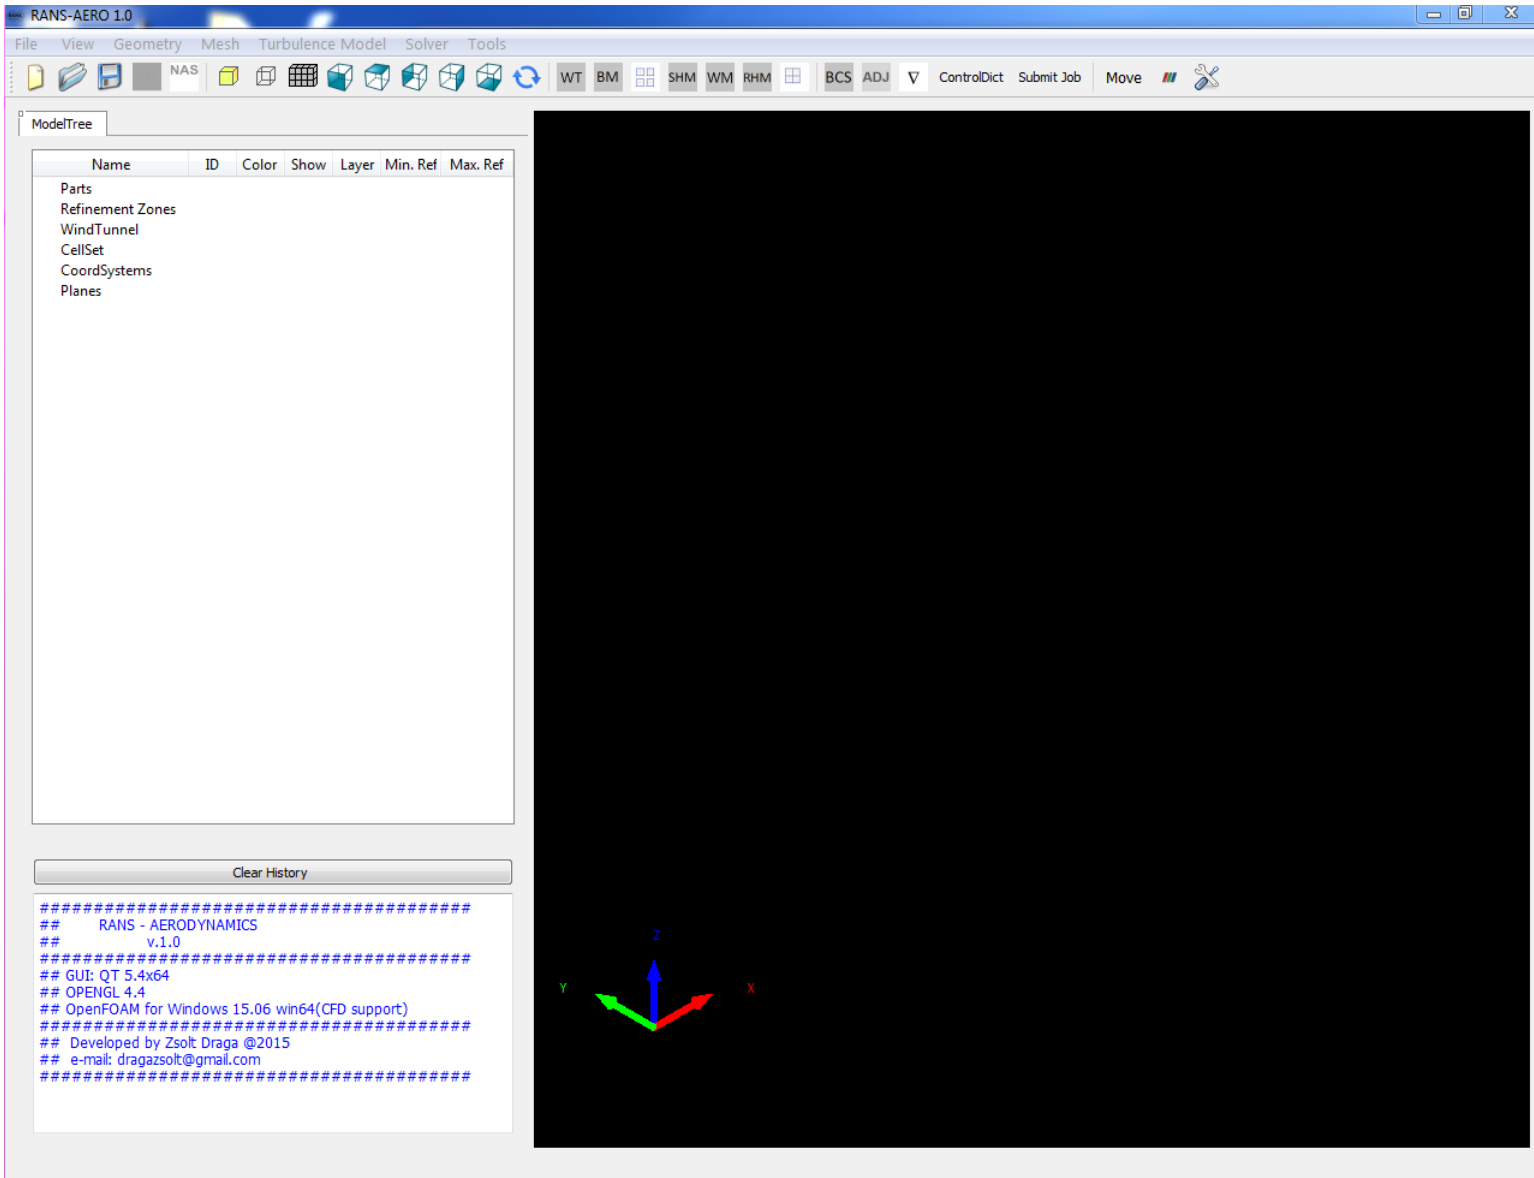 RANS-AERO 1.0
File View Geometry Mesh Turbulence Model Solver Tools
NAS WT BM SHM WM RHM BCS ADJ ∇ ControlDict Submit Job Move
ModelTree
Name ID Color Show Layer Min. Ref Max. Ref
Parts
Refinement Zones
WindTunnel
CellSet
CoordSystems
Planes
Clear History
########################################
## RANS - AERODYNAMICS
## v.1.0
########################################
## GUI: QT 5.4x64
## OPENGL 4.4
## OpenFOAM for Windows 15.06 win64(CFD support)
########################################
## Developed by Zsolt Draga @2015
## e-mail: dragazsolt@gmail.com
########################################
Z
Y X